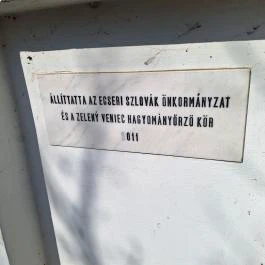 ÁLLÍTTATTA AZ ECSERI SZLOVÁK ÖNKORMÁNYZAT
ÉS A ZELENÝ VENIEC HAGYOMÁNYŐRZŐ KÖR
2011